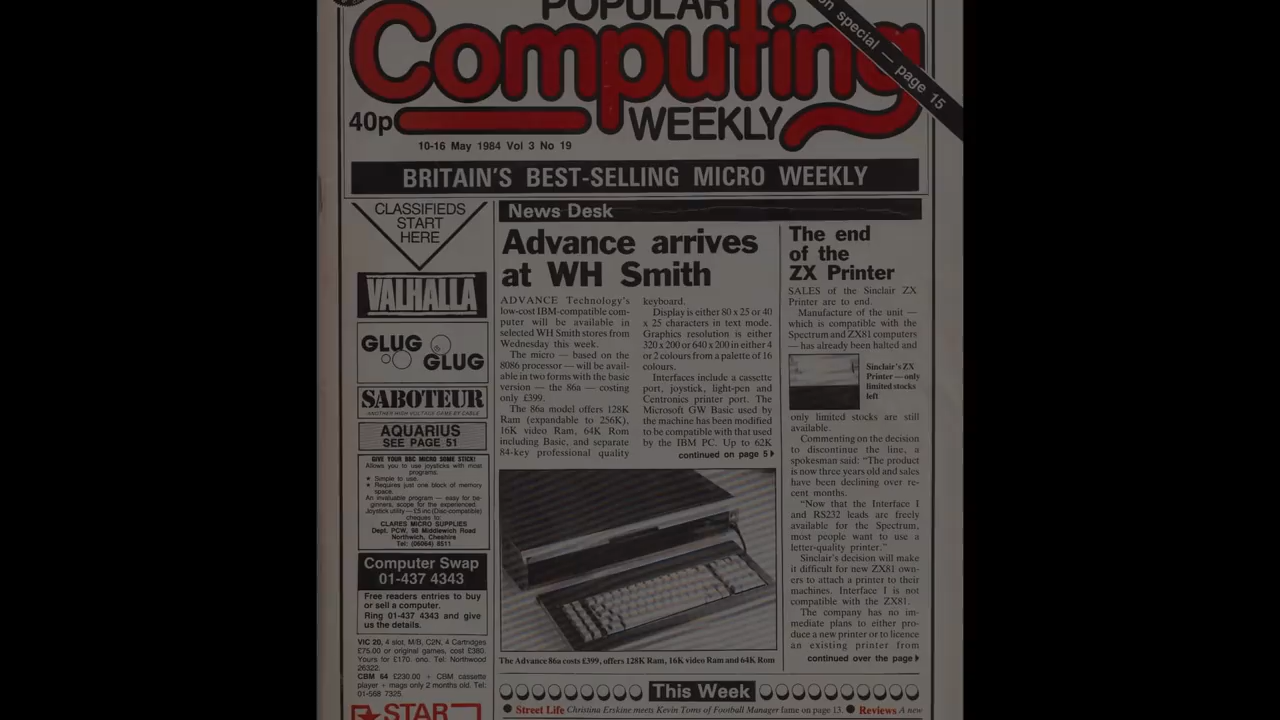 POPULAR
Computing
WEEKLY
on special — page 15
40p
10-16 May 1984 Vol 3 No 19
BRITAIN'S BEST-SELLING MICRO WEEKLY
CLASSIFIEDS
START
HERE
VALHALLA
GLUG
GLUG
SABOTEUR
ANOTHER HIGH VOLTAGE GAME BY CABLE
AQUARIUS
SEE PAGE 51
GIVE YOUR BBC MICRO SOME STICK!
Allows you to use joysticks with most
programs.
★ Simple to use.
★ Requires just one block of memory
space.
An invaluable program — easy for be-
ginners, scope for the experienced.
Joystick utility — £5 inc (Disc-compatible)
cheques to:
CLARES MICRO SUPPLIES
Dept. PCW, 98 Middlewich Road
Northwich, Cheshire
Tel: (06064) 8511
Computer Swap
01-437 4343
Free readers entries to buy
or sell a computer.
Ring 01-437 4343 and give
us the details.
VIC 20, 4 slot, M/B, C2N, 4 Cartridges
£75.00 or original games, cost £380.
Yours for £170. ono. Tel: Northwood
26322.
CBM 64 £230.00 + CBM cassette
player + mags only 2 months old. Tel:
01-568 7325.
STAR
News Desk
Advance arrives
at WH Smith
ADVANCE Technology's
low-cost IBM-compatible com-
puter will be available in
selected WH Smith stores from
Wednesday this week.
The micro — based on the
8086 processor — will be avail-
able in two forms with the basic
version — the 86a — costing
only £399.
The 86a model offers 128K
Ram (expandable to 256K),
16K video Ram, 64K Rom
including Basic, and separate
84-key professional quality
keyboard.
Display is either 80 x 25 or 40
x 25 characters in text mode.
Graphics resolution is either
320 x 200 or 640 x 200 in either 4
or 2 colours from a palette of 16
colours.
Interfaces include a cassette
port, joystick, light-pen and
Centronics printer port. The
Microsoft GW Basic used by
the machine has been modified
to be compatible with that used
by the IBM PC. Up to 62K
continued on page 5
The Advance 86a costs £399, offers 128K Ram, 16K video Ram and 64K Rom
The end
of the
ZX Printer
SALES of the Sinclair ZX
Printer are to end.
Manufacture of the unit —
which is compatible with the
Spectrum and ZX81 computers
— has already been halted and
Sinclair's ZX
Printer — only
limited stocks
left
only limited stocks are still
available.
Commenting on the decision
to discontinue the line, a
spokesman said: "The product
is now three years old and sales
have been declining over re-
cent months.
"Now that the Interface I
and RS232 leads are freely
available for the Spectrum,
most people want to use a
letter-quality printer."
Sinclair's decision will make
it difficult for new ZX81 own-
ers to attach a printer to their
machines. Interface I is not
compatible with the ZX81.
The company has no im-
mediate plans to either pro-
duce a new printer or to licence
an existing printer from
continued over the page
This Week
● Street Life Christina Erskine meets Kevin Toms of Football Manager fame on page 13. ● Reviews A new